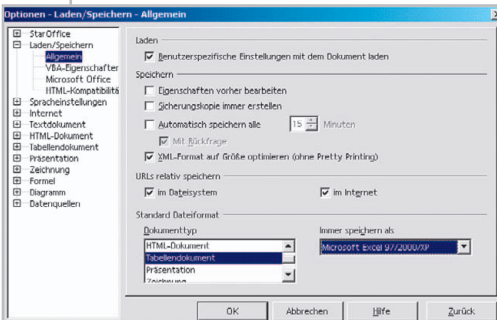 Optionen - Laden/Speichern - Allgemein
StarOffice
Laden/Speichern
Allgemein
VBA-Eigenschafter
Microsoft Office
HTML-Kompatibilitä
Spracheinstellungen
Internet
Textdokument
HTML-Dokument
Tabellendokument
Präsentation
Zeichnung
Formel
Diagramm
Datenquellen
Laden
Benutzerspezifische Einstellungen mit dem Dokument laden
Speichern
Eigenschaften vorher bearbeiten
Sicherungskopie immer erstellen
Automatisch speichern alle 15 Minuten
Mit Rückfrage
XML-Format auf Größe optimieren (ohne Pretty Printing)
URLs relativ speichern
im Dateisystem im Internet
Standard Dateiformat
Dokumenttyp Immer speichern als
HTML-Dokument
Tabellendokument Microsoft Excel 97/2000/XP
Präsentation
Zeichnung
OK Abbrechen Hilfe Zurück